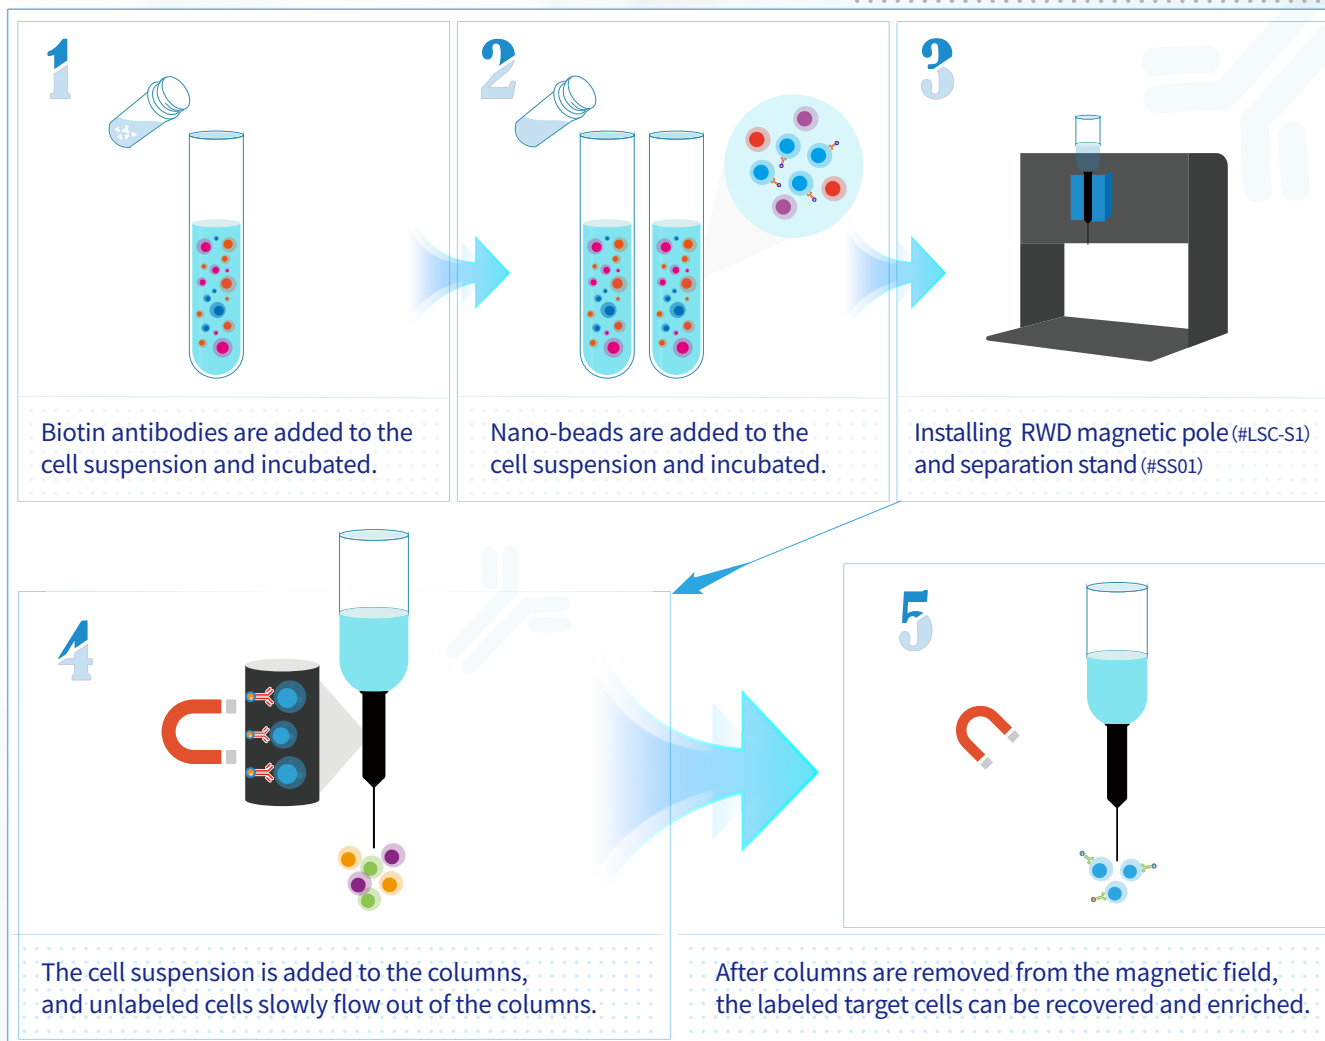 1
Biotin antibodies are added to the
cell suspension and incubated.
2
Nano-beads are added to the
cell suspension and incubated.
3
Installing RWD magnetic pole (#LSC-S1)
and separation stand (#SS01)
4
The cell suspension is added to the columns,
and unlabeled cells slowly flow out of the columns.
5
After columns are removed from the magnetic field,
the labeled target cells can be recovered and enriched.